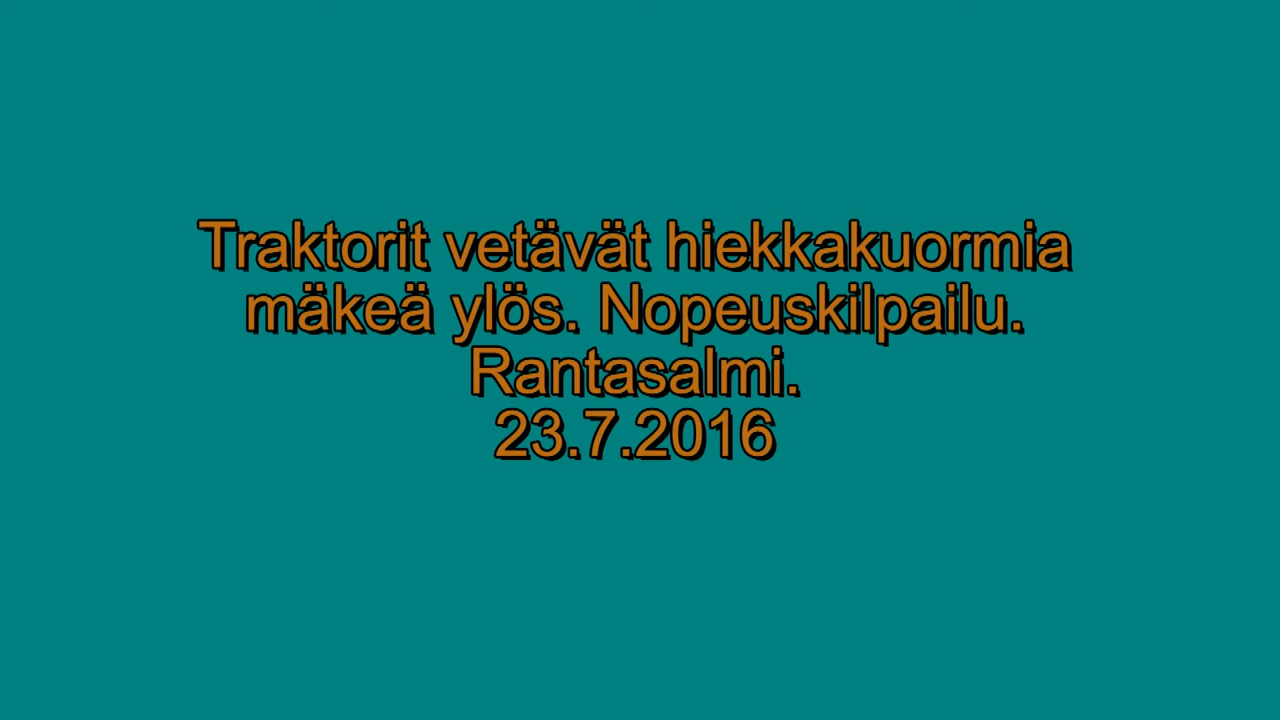 Traktorit vetävät hiekkakuormia
mäkeä ylös. Nopeuskilpailu.
Rantasalmi.
23.7.2016